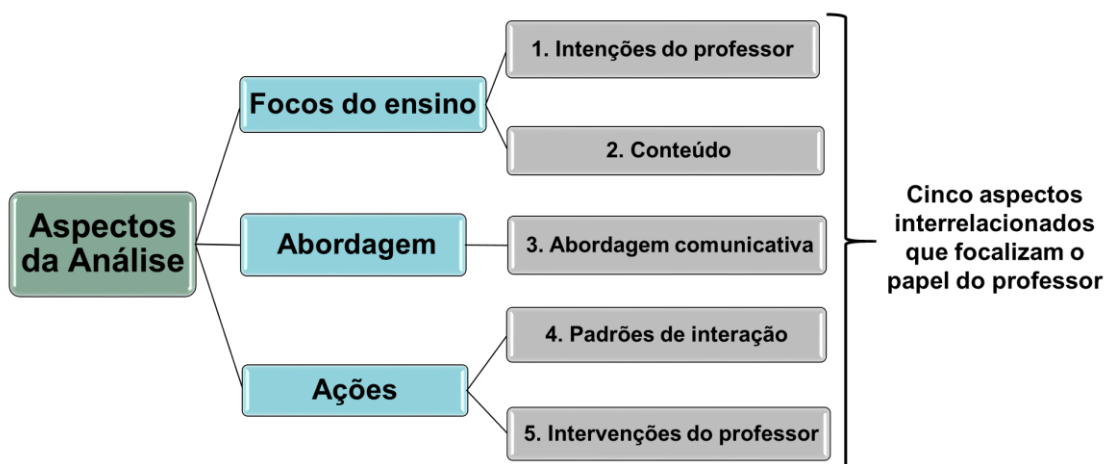 Aspectos
da Análise
Focos do ensino
1. Intenções do professor
2. Conteúdo
Abordagem
3. Abordagem comunicativa
Ações
4. Padrões de interação
5. Intervenções do professor
Cinco aspectos
interrelacionados
que focalizam o
papel do professor